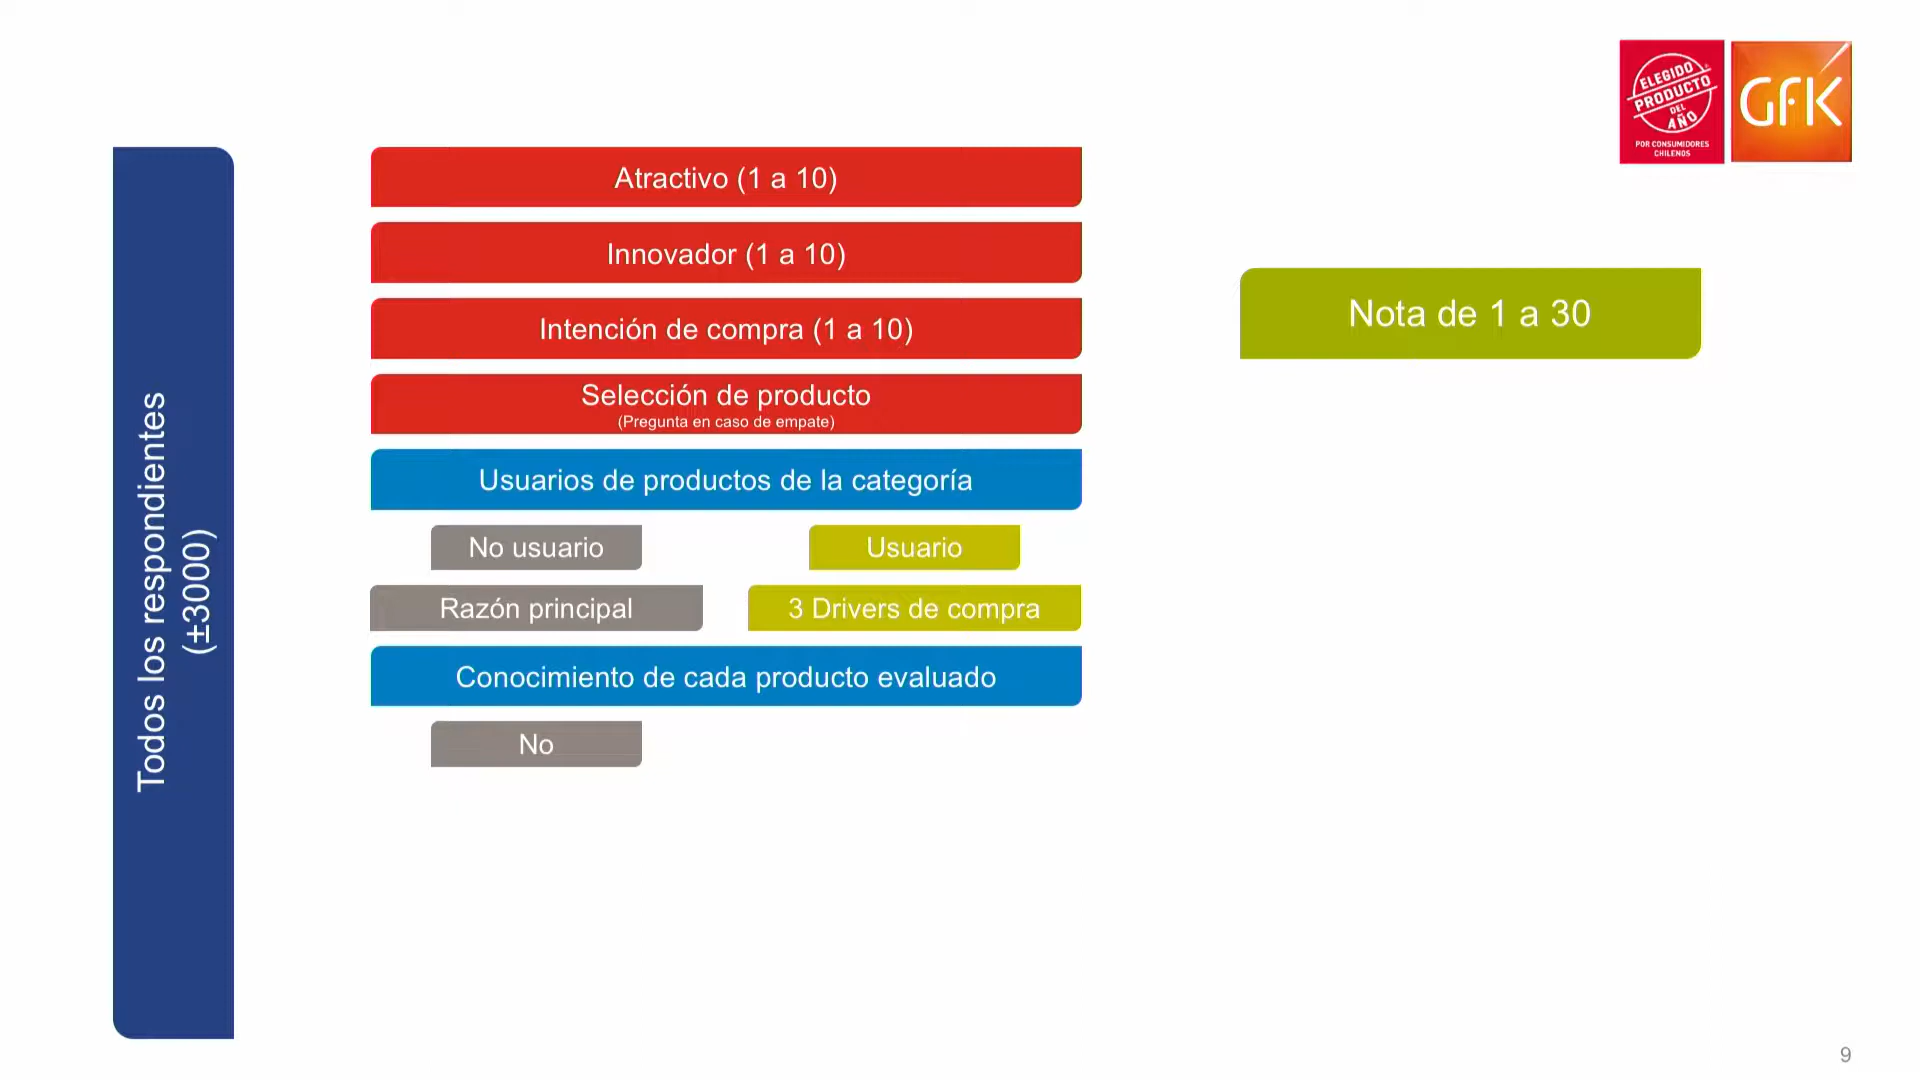 ELEGIDO
PRODUCTO
DEL
AÑO
POR CONSUMIDORES
CHILENOS
GfK
Todos los respondientes
(±3000)
Atractivo (1 a 10)
Innovador (1 a 10)
Intención de compra (1 a 10)
Selección de producto
(Pregunta en caso de empate)
Nota de 1 a 30
Usuarios de productos de la categoría
No usuario
Usuario
Razón principal
3 Drivers de compra
Conocimiento de cada producto evaluado
No
9